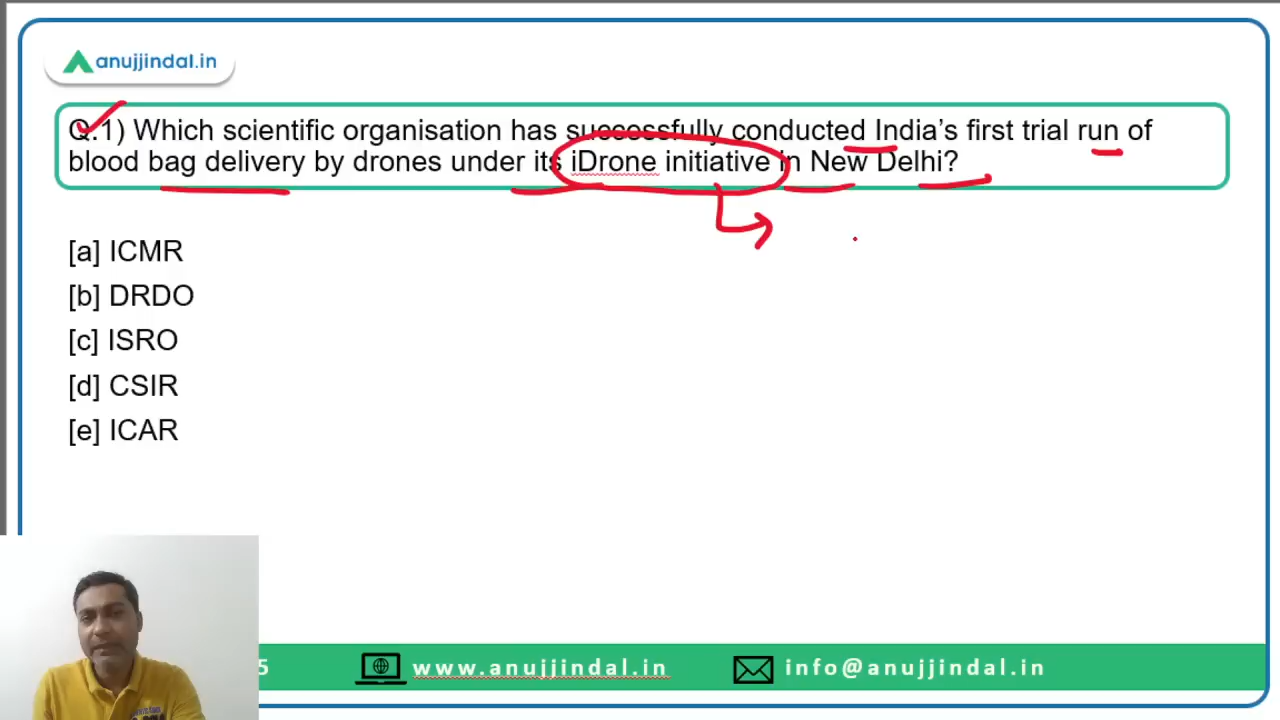 anujjindal.in
Q.1) Which scientific organisation has successfully conducted India's first trial run of
blood bag delivery by drones under its iDrone initiative in New Delhi?
[a] ICMR
[b] DRDO
[c] ISRO
[d] CSIR
[e] ICAR
5
www.anujjindal.in
info@anujjindal.in